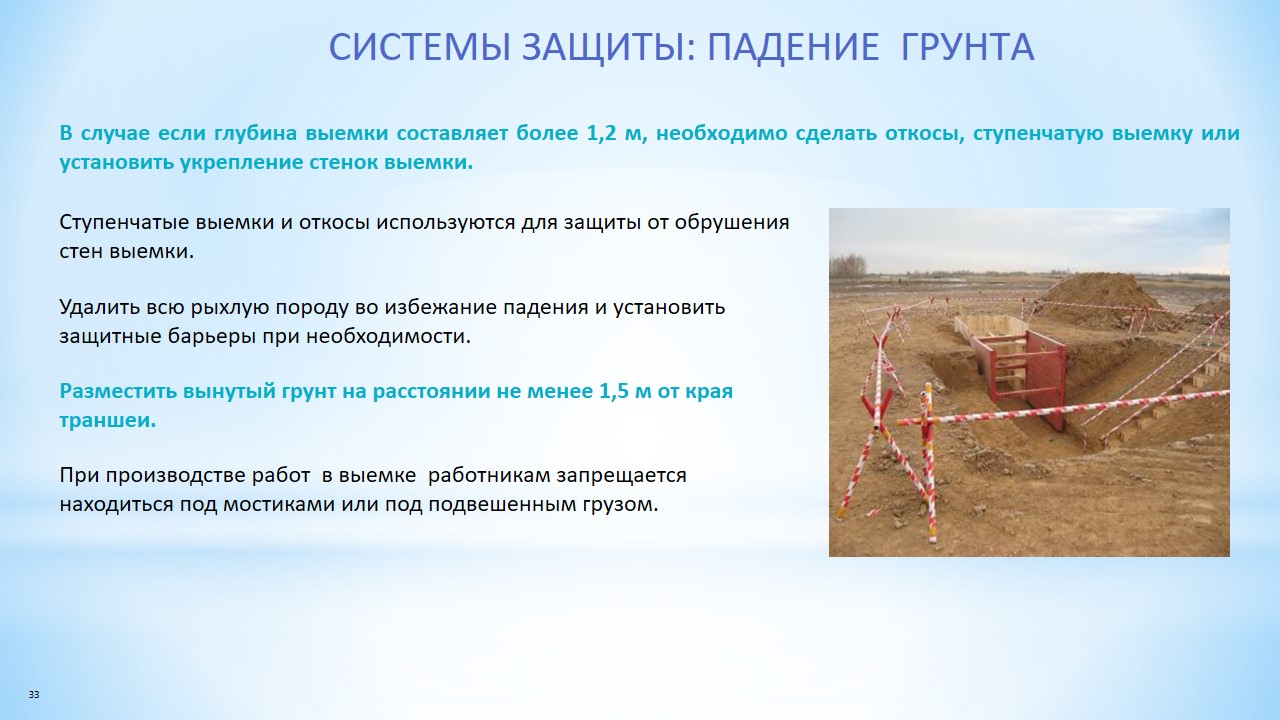 СИСТЕМЫ ЗАЩИТЫ: ПАДЕНИЕ  ГРУНТА
В случае если глубина выемки составляет более 1,2 м, необходимо сделать откосы, ступенчатую выемку или
установить укрепление стенок выемки.
Ступенчатые выемки и откосы используются для защиты от обрушения
стен выемки.
Удалить всю рыхлую породу во избежание падения и установить
защитные барьеры при необходимости.
Разместить вынутый грунт на расстоянии не менее 1,5 м от края
траншеи.
При производстве работ  в выемке  работникам запрещается
находиться под мостиками или под подвешенным грузом.
33